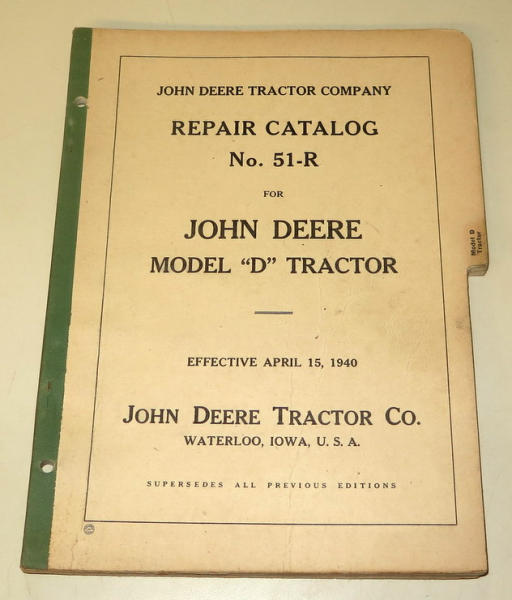 JOHN DEERE TRACTOR COMPANY
REPAIR CATALOG
No. 51-R
FOR
JOHN DEERE
MODEL "D" TRACTOR
EFFECTIVE APRIL 15, 1940
JOHN DEERE TRACTOR CO.
WATERLOO, IOWA, U. S. A.
SUPERSEDES ALL PREVIOUS EDITIONS
Model D
Tractor